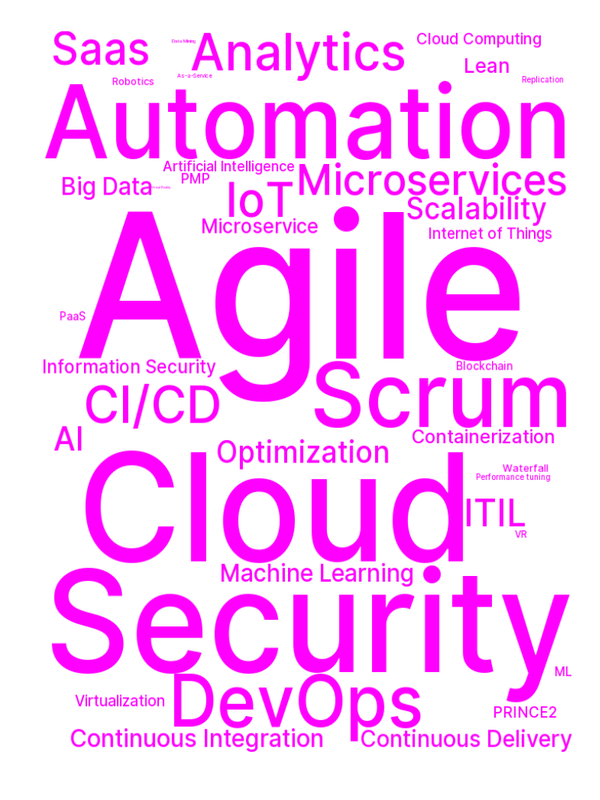 Saas
Data Mining
Analytics
Cloud Computing
Lean
As-a-Service
Robotics
Replication
Automation
Artificial Intelligence
Microservices
Big Data
PMP
IoT
Scalability
Microservice
Internet of Things
Agile
PaaS
Information Security
Blockchain
Scrum
CI/CD
AI
Containerization
Optimization
Waterfall
Performance tuning
Cloud
ITIL
VR
Machine Learning
Security
ML
Virtualization
DevOps
PRINCE2
Continuous Integration
Continuous Delivery